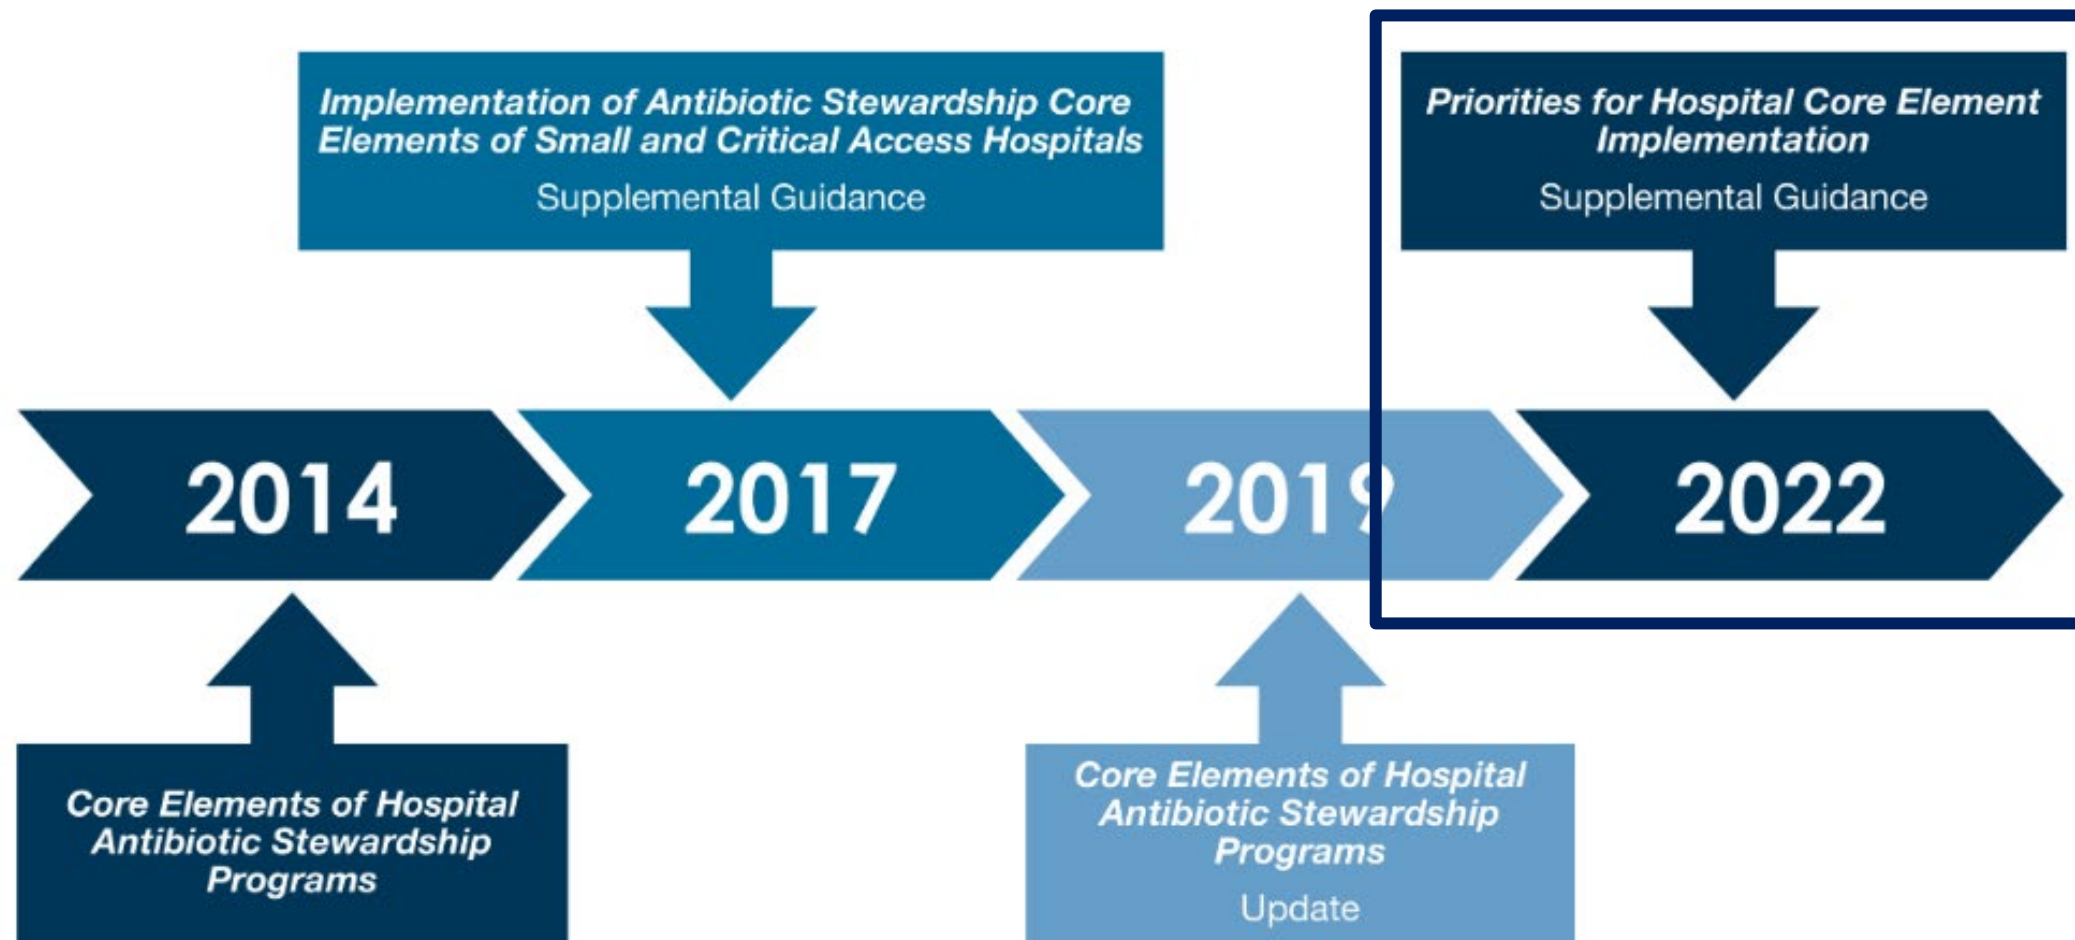 Implementation of Antibiotic Stewardship Core
Elements of Small and Critical Access Hospitals
Supplemental Guidance
Priorities for Hospital Core Element
Implementation
Supplemental Guidance
2014
2017
2019
2022
Core Elements of Hospital
Antibiotic Stewardship
Programs
Core Elements of Hospital
Antibiotic Stewardship
Programs
Update